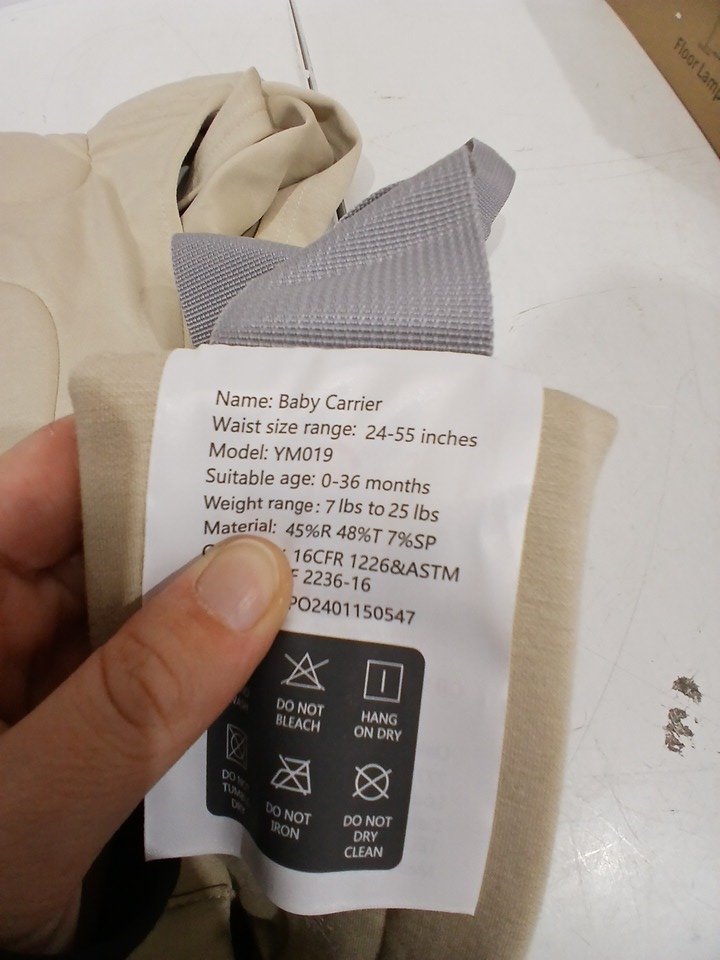 Floor Lamp
Name: Baby Carrier
Waist size range: 24-55 inches
Model: YM019
Suitable age: 0-36 months
Weight range: 7 lbs to 25 lbs
Material: 45%R 48%T 7%SP
16CFR 1226&ASTM
F 2236-16
PO2401150547
DO NOT
BLEACH
HANG
ON DRY
DO NOT
IRON
DO NOT
DRY
CLEAN